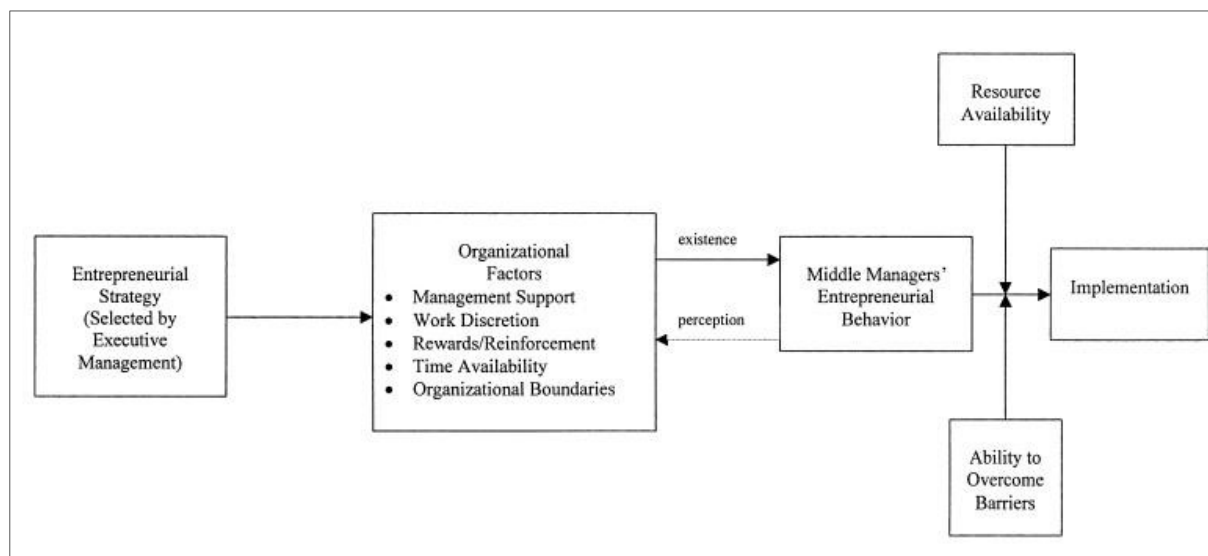 Resource
Availability
Entrepreneurial
Strategy
(Selected by
Executive
Management)
Organizational
Factors
• Management Support
• Work Discretion
• Rewards/Reinforcement
• Time Availability
• Organizational Boundaries
existence
perception
Middle Managers’
Entrepreneurial
Behavior
Implementation
Ability to
Overcome
Barriers